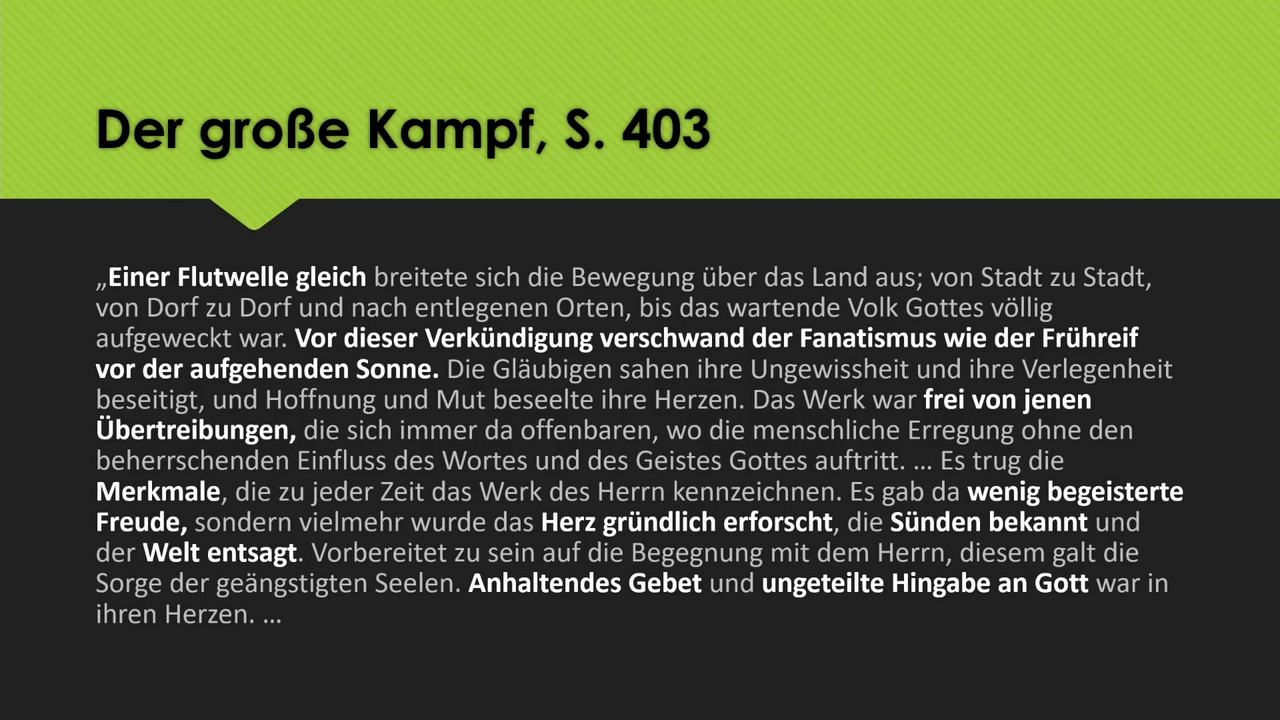 Der große Kampf, S. 403
„Einer Flutwelle gleich breitete sich die Bewegung über das Land aus; von Stadt zu Stadt,
von Dorf zu Dorf und nach entlegenen Orten, bis das wartende Volk Gottes völlig
aufgeweckt war. Vor dieser Verkündigung verschwand der Fanatismus wie der Frühreif
vor der aufgehenden Sonne. Die Gläubigen sahen ihre Ungewissheit und ihre Verlegenheit
beseitigt, und Hoffnung und Mut beseelte ihre Herzen. Das Werk war frei von jenen
Übertreibungen, die sich immer da offenbaren, wo die menschliche Erregung ohne den
beherrschenden Einfluss des Wortes und des Geistes Gottes auftritt. … Es trug die
Merkmale, die zu jeder Zeit das Werk des Herrn kennzeichnen. Es gab da wenig begeisterte
Freude, sondern vielmehr wurde das Herz gründlich erforscht, die Sünden bekannt und
der Welt entsagt. Vorbereitet zu sein auf die Begegnung mit dem Herrn, diesem galt die
Sorge der geängstigten Seelen. Anhaltendes Gebet und ungeteilte Hingabe an Gott war in
ihren Herzen. …